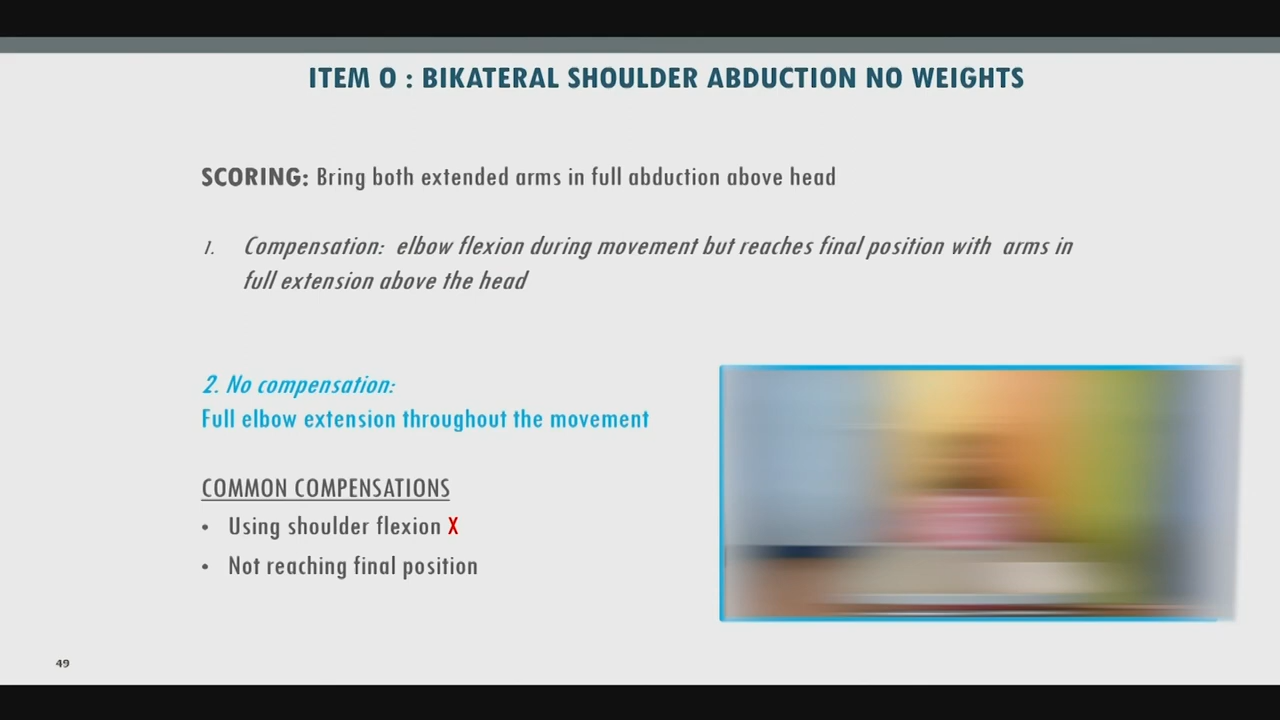 ITEM O : BIKATERAL SHOULDER ABDUCTION NO WEIGHTS
SCORING: Bring both extended arms in full abduction above head
1. Compensation: elbow flexion during movement but reaches final position with arms in
full extension above the head
2. No compensation:
Full elbow extension throughout the movement
COMMON COMPENSATIONS
• Using shoulder flexion X
• Not reaching final position
49